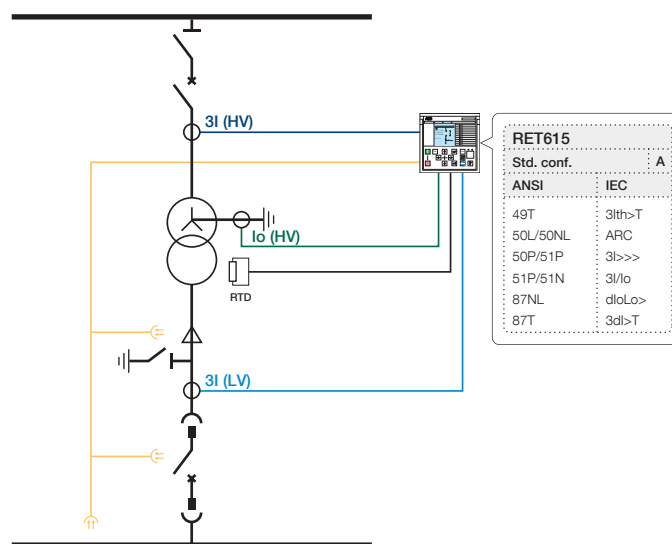 3I (HV)
Io (HV)
RTD
3I (LV)
RET615
Std. conf. A
ANSI IEC
49T 3Ith>T
50L/50NL ARC
50P/51P 3I>>>
51P/51N 3I/Io
87NL dIoLo>
87T 3dI>T